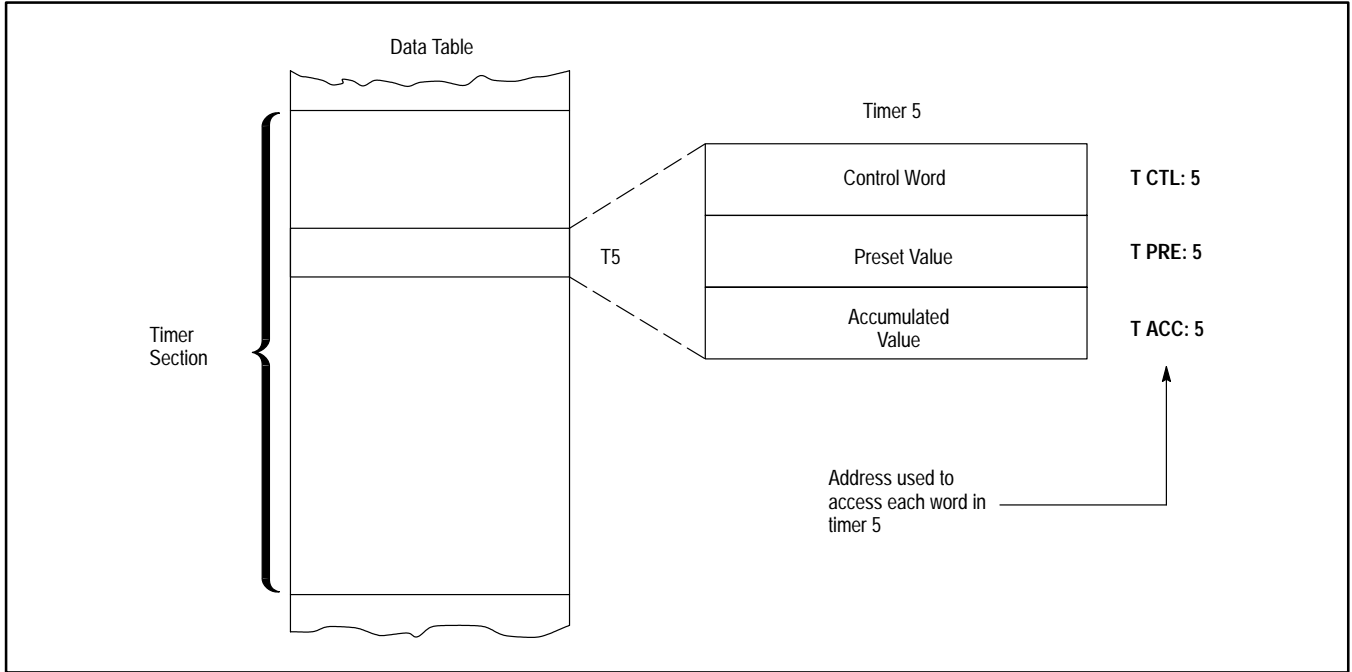 Data Table
Timer 5
Control Word
T CTL: 5
T5
Preset Value
T PRE: 5
Timer
Section
Accumulated
Value
T ACC: 5
Address used to
access each word in
timer 5